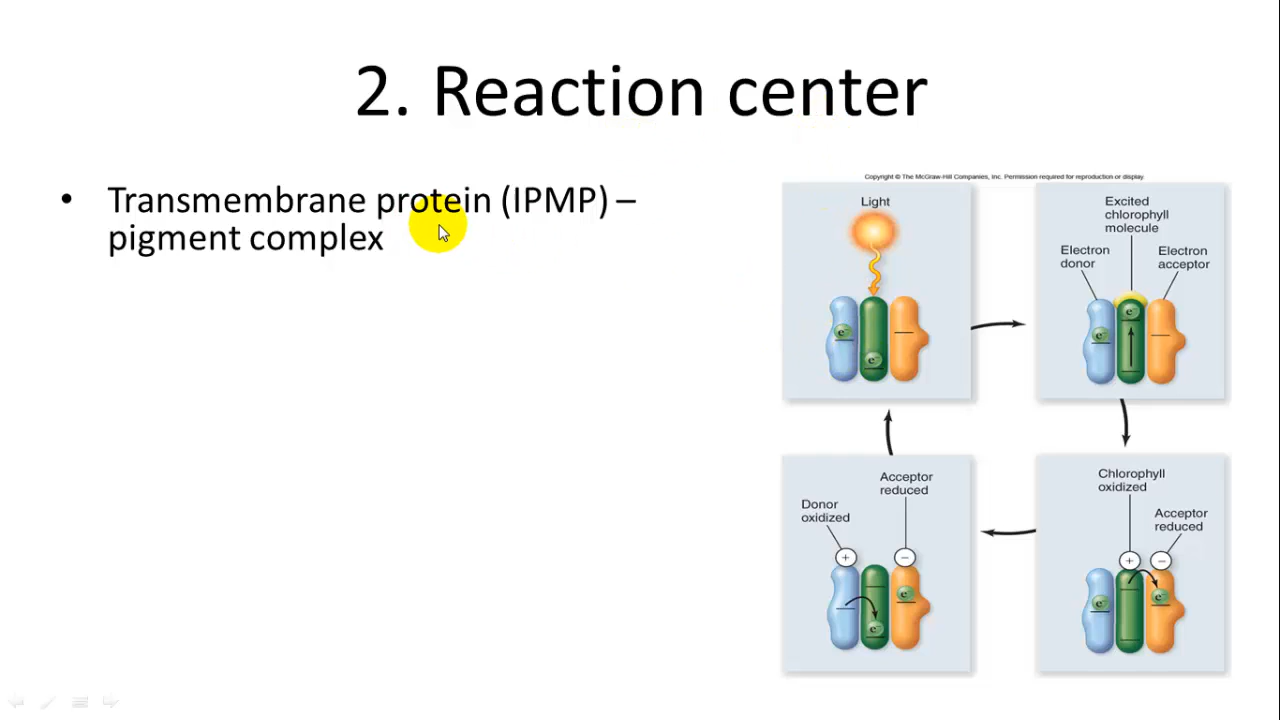 2. Reaction center
• Transmembrane protein (IPMP) –
pigment complex
Copyright © The McGraw-Hill Companies, Inc. Permission required for reproduction or display.
Light
e⁻
e⁻
Excited
chlorophyll
molecule
Electron
donor
Electron
acceptor
e⁻
e⁻
Donor
oxidized
Acceptor
reduced
+
−
e⁻
e⁻
Chlorophyll
oxidized
Acceptor
reduced
+
−
e⁻
e⁻